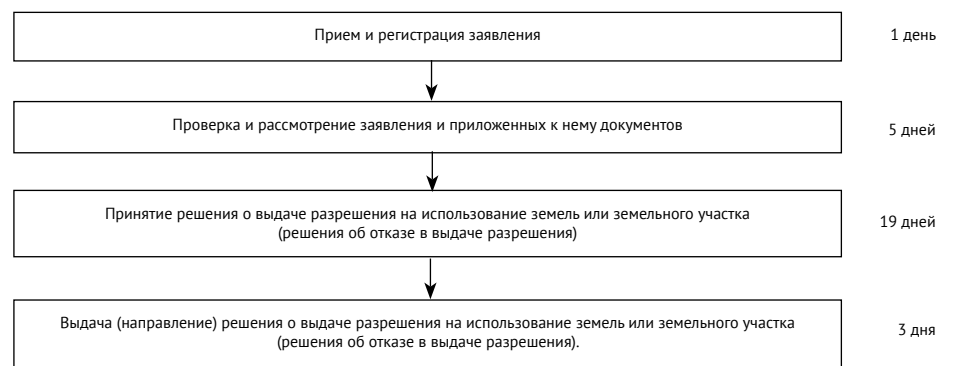 Прием и регистрация заявления
1 день
Проверка и рассмотрение заявления и приложенных к нему документов
5 дней
Принятие решения о выдаче разрешения на использование земель или земельного участка
(решения об отказе в выдаче разрешения)
19 дней
Выдача (направление) решения о выдаче разрешения на использование земель или земельного участка
(решения об отказе в выдаче разрешения).
3 дня